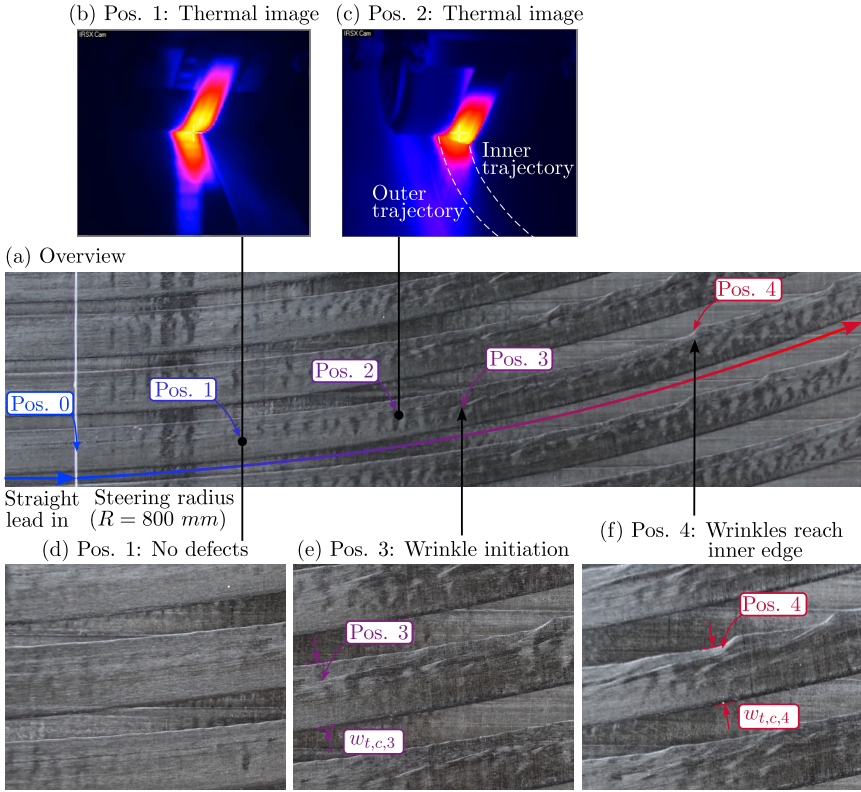 (b) Pos. 1: Thermal image
(c) Pos. 2: Thermal image
IRSX Cam
IRSX Cam
Inner
trajectory
Outer
trajectory
(a) Overview
Pos. 4
Pos. 3
Pos. 2
Pos. 1
Pos. 0
Straight
lead in
Steering radius
(R = 800 mm)
(d) Pos. 1: No defects
(e) Pos. 3: Wrinkle initiation
(f) Pos. 4: Wrinkles reach
inner edge
Pos. 3
w_{t,c,3}
Pos. 4
w_{t,c,4}